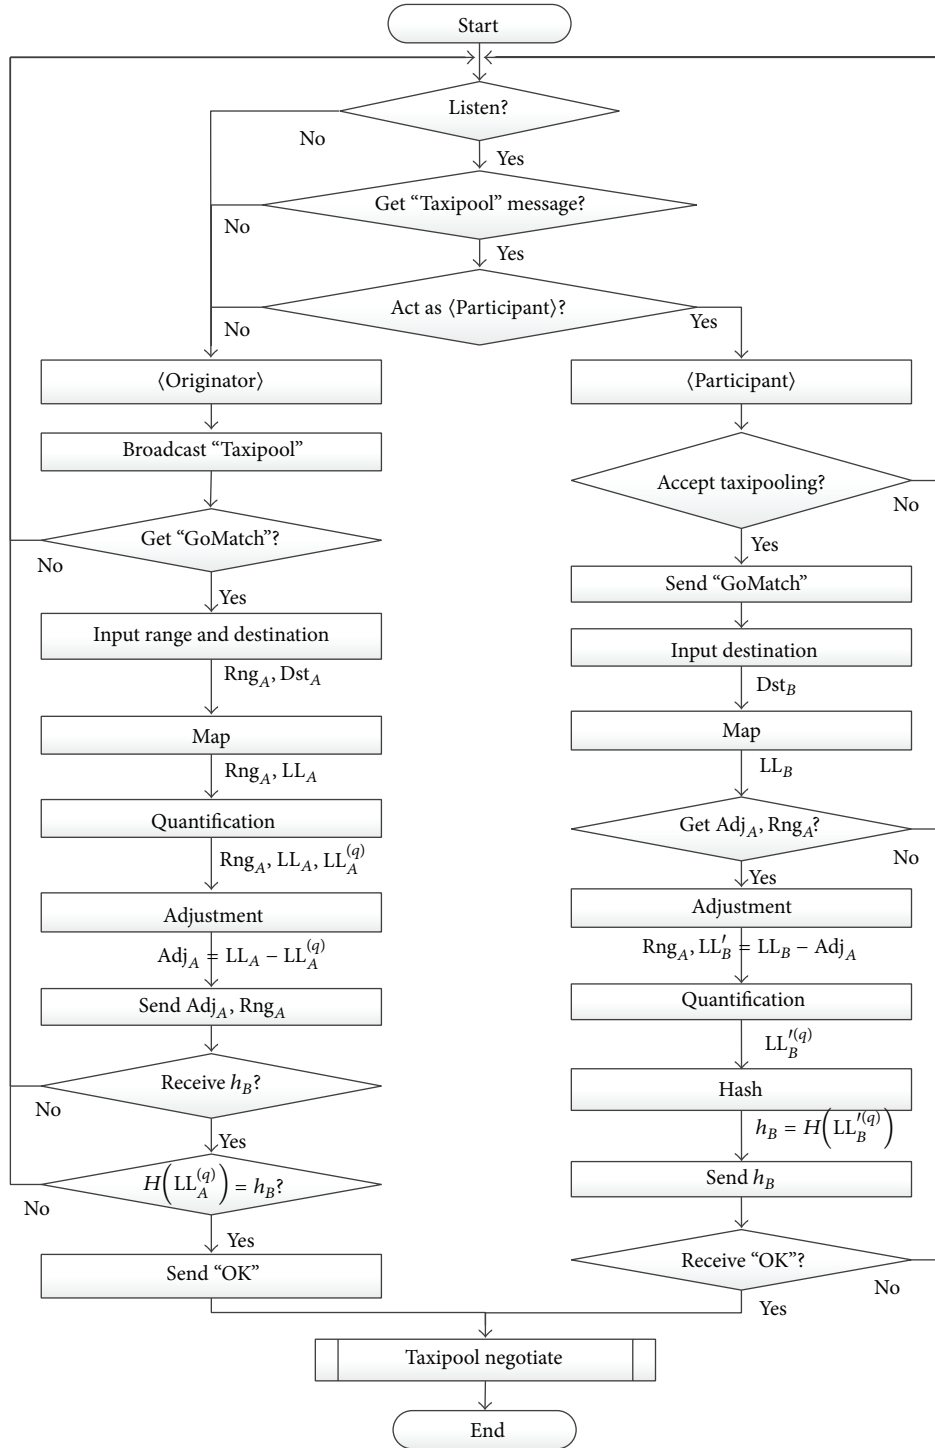 Start
Listen?
No
Yes
Get “Taxipool” message?
No
Yes
Act as ⟨Participant⟩?
No
Yes
⟨Originator⟩
Broadcast “Taxipool”
Get “GoMatch”?
No
Yes
Input range and destination
Rng_A, Dst_A
Map
Rng_A, LL_A
Quantification
Rng_A, LL_A, LL_A^(q)
Adjustment
Adj_A = LL_A − LL_A^(q)
Send Adj_A, Rng_A
Receive h_B?
No
Yes
H(LL_A^(q)) = h_B?
No
Yes
Send “OK”
⟨Participant⟩
Accept taxipooling?
No
Yes
Send “GoMatch”
Input destination
Dst_B
Map
LL_B
Get Adj_A, Rng_A?
No
Yes
Adjustment
Rng_A, LL′_B = LL_B − Adj_A
Quantification
LL_B^′(q)
Hash
h_B = H(LL_B^′(q))
Send h_B
Receive “OK”?
No
Yes
Taxipool negotiate
End